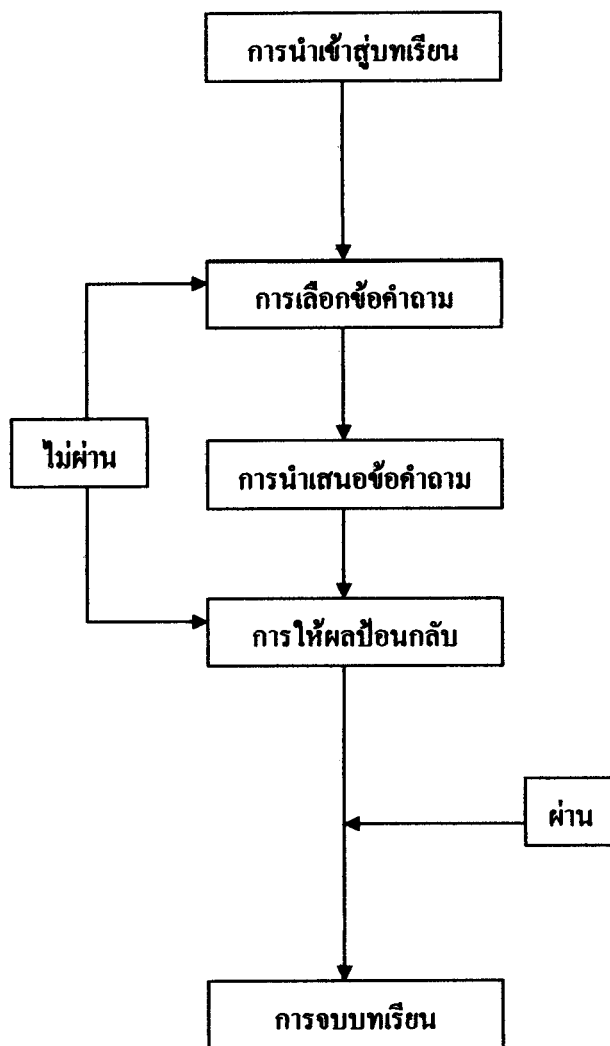 การนำเข้าสู่บทเรียน
การเลือกข้อคำถาม
ไม่ผ่าน
การนำเสนอข้อคำถาม
การให้ผลป้อนกลับ
ผ่าน
การจบบทเรียน